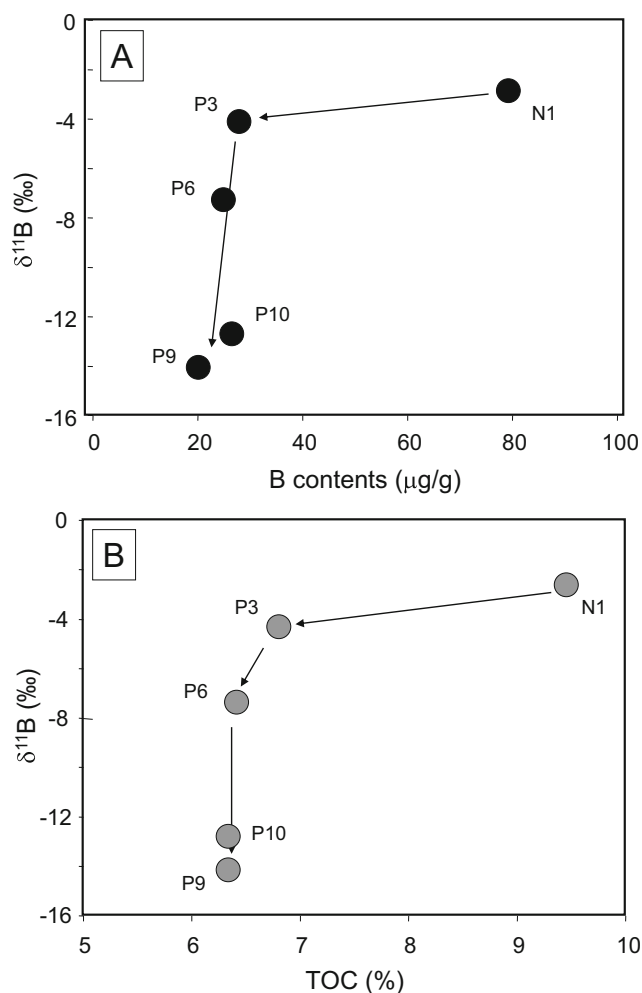 A
0
-4
-8
-12
-16
δ¹¹B (‰)
P3
N1
P6
P10
P9
0 20 40 60 80 100
B contents (μg/g)
B
0
-4
-8
-12
-16
δ¹¹B (‰)
P3
N1
P6
P10
P9
5 6 7 8 9 10
TOC (%)